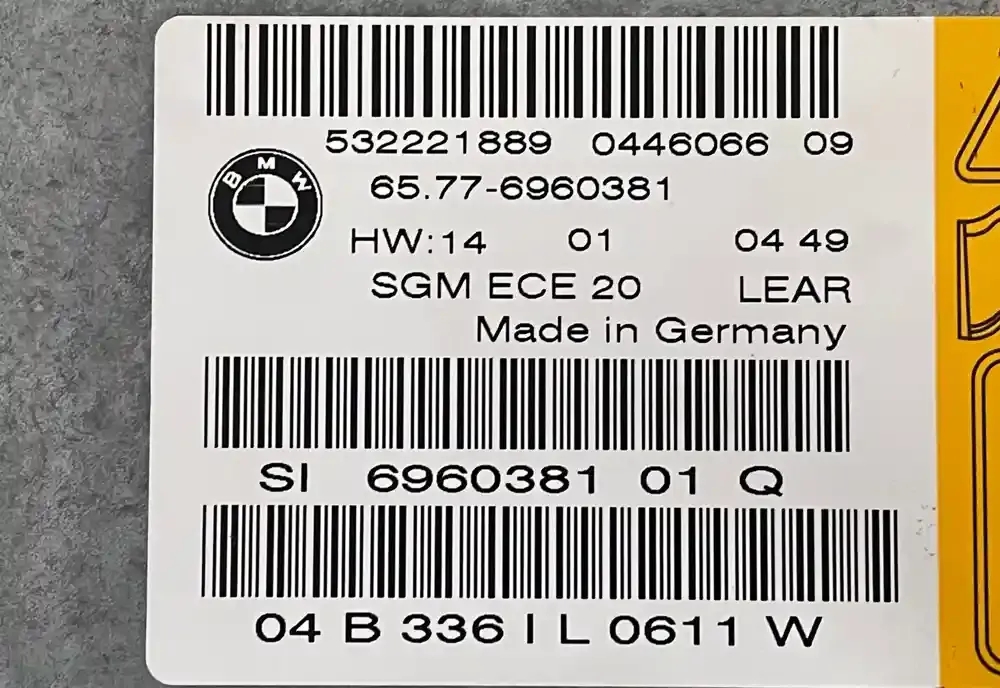 532221889 0446066 09
BMW
65.77-6960381
HW:14 01 04 49
SGM ECE 20 LEAR
Made in Germany
SI 6960381 01 Q
04 B 336 I L 0611 W